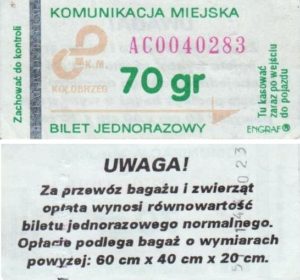 KOMUNIKACJA MIEJSKA
Zachować do kontroli
AC0040283
K.M.
KOŁOBRZEG
70 gr
Tu kasować
zaraz po wejściu
do pojazdu
BILET JEDNORAZOWY
ENGRAF®
UWAGA!
Za przewóz bagażu i zwierząt
opłata wynosi równowartość
biletu jednorazowego normalnego.
Opłacie podlega bagaż o wymiarach
powyżej: 60 cm x 40 cm x 20 cm.